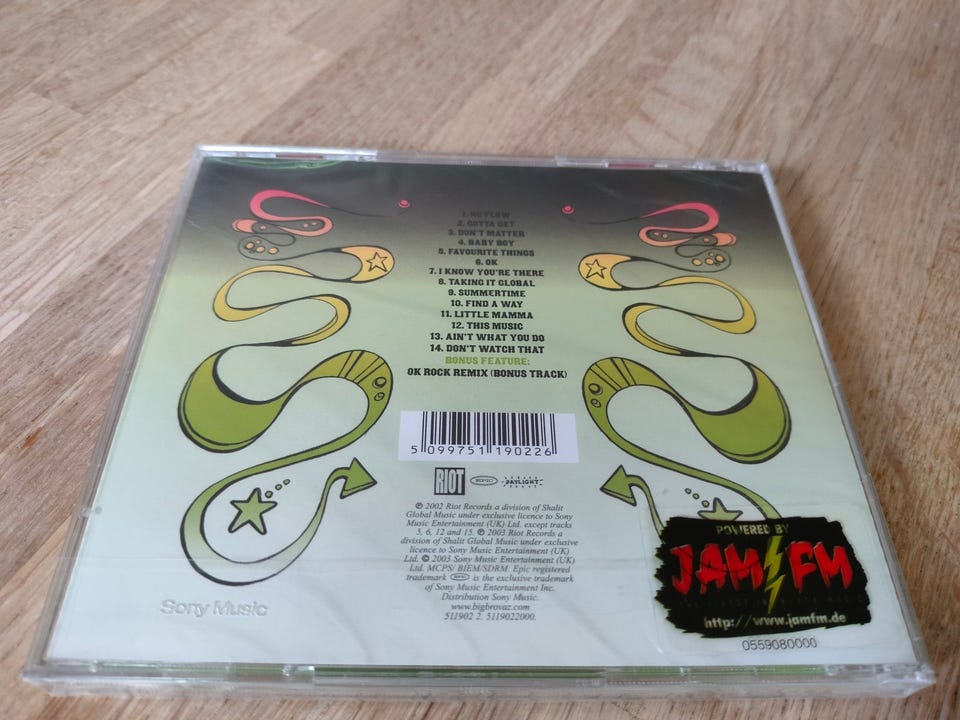 1. NU FLOW
2. GOTTA GET
3. DON'T MATTER
4. BABY BOY
5. FAVOURITE THINGS
6. OK
7. I KNOW YOU'RE THERE
8. TAKING IT GLOBAL
9. SUMMERTIME
10. FIND A WAY
11. LITTLE MAMMA
12. THIS MUSIC
13. AIN'T WHAT YOU DO
14. DON'T WATCH THAT
BONUS FEATURE:
OK ROCK REMIX (BONUS TRACK)
5 099751 190226
RIOT epic DAYLIGHT
℗ 2002 Riot Records a division of Shalit
Global Music under exclusive licence to Sony
Music Entertainment (UK) Ltd. except tracks
5, 6, 12 and 15 ℗ 2003 Riot Records a
division of Shalit Global Music under exclusive
licence to Sony Music Entertainment (UK)
Ltd. © 2003 Sony Music Entertainment (UK)
Ltd. MCPS/ BIEM/SDRM. Epic registered
trademark epic is the exclusive trademark
of Sony Music Entertainment Inc.
Distribution Sony Music.
www.bigbrovaz.com
511902 2. 5119022000.
Sony Music
POWERED BY
JAM FM
http://www.jamfm.de
0559080000